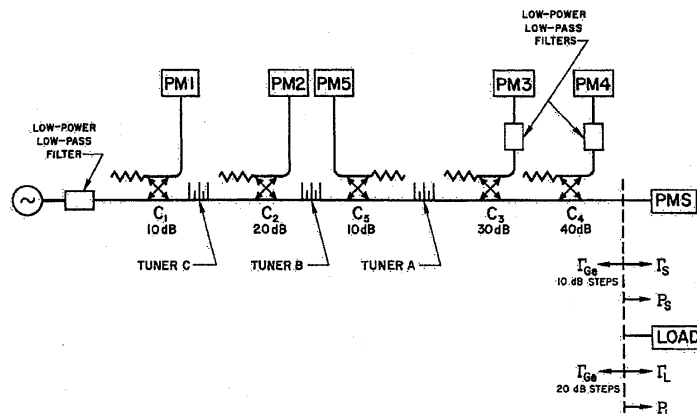 LOW-POWER
LOW-PASS
FILTERS
PM1
PM2
PM5
PM3
PM4
LOW-POWER
LOW-PASS
FILTER
C1
10dB
C2
20dB
C5
10dB
C3
30dB
C4
40dB
PMS
TUNER C
TUNER B
TUNER A
ΓGe
10 dB STEPS
ΓS
PS
LOAD
ΓGe
20 dB STEPS
ΓL
PL